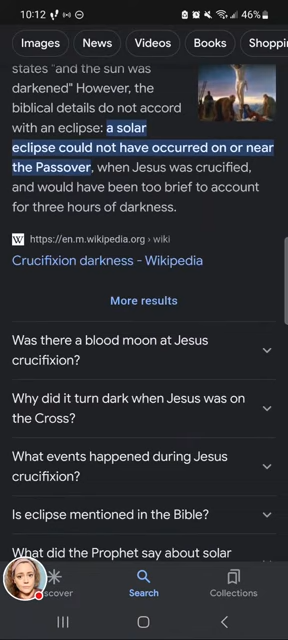 10:12
46%
Images News Videos Books Shoppi
states "and the sun was
darkened" However, the
biblical details do not accord
with an eclipse: a solar
eclipse could not have occurred on or near
the Passover, when Jesus was crucified,
and would have been too brief to account
for three hours of darkness.
W https://en.m.wikipedia.org › wiki
Crucifixion darkness - Wikipedia
More results
Was there a blood moon at Jesus
crucifixion?
Why did it turn dark when Jesus was on
the Cross?
What events happened during Jesus
crucifixion?
Is eclipse mentioned in the Bible?
What did the Prophet say about solar
iscover Search Collections